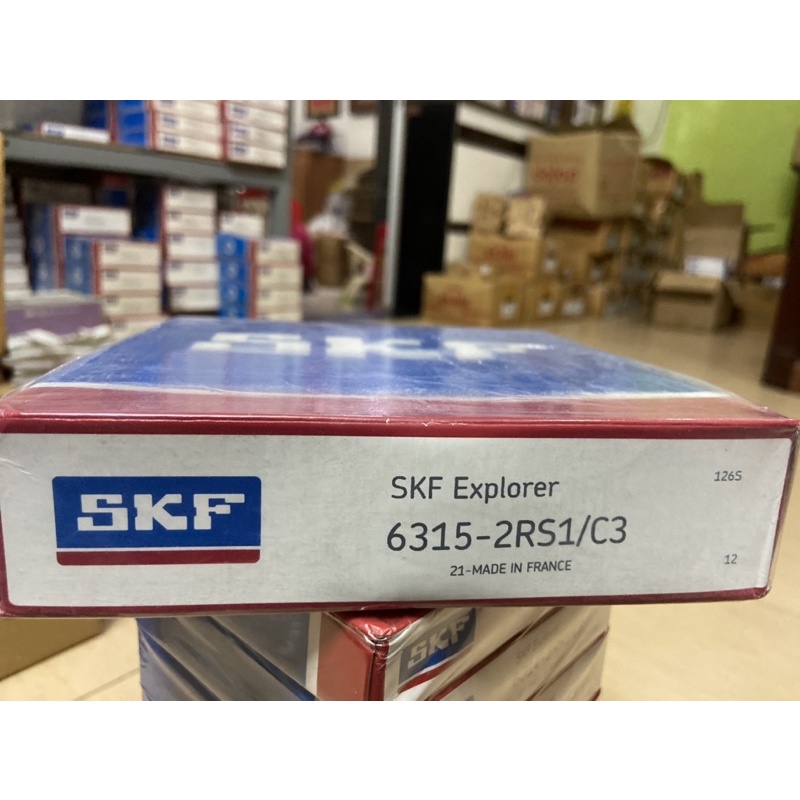 SKF
SKF
SKF Explorer
6315-2RS1/C3
21-MADE IN FRANCE
126S
12
SKF